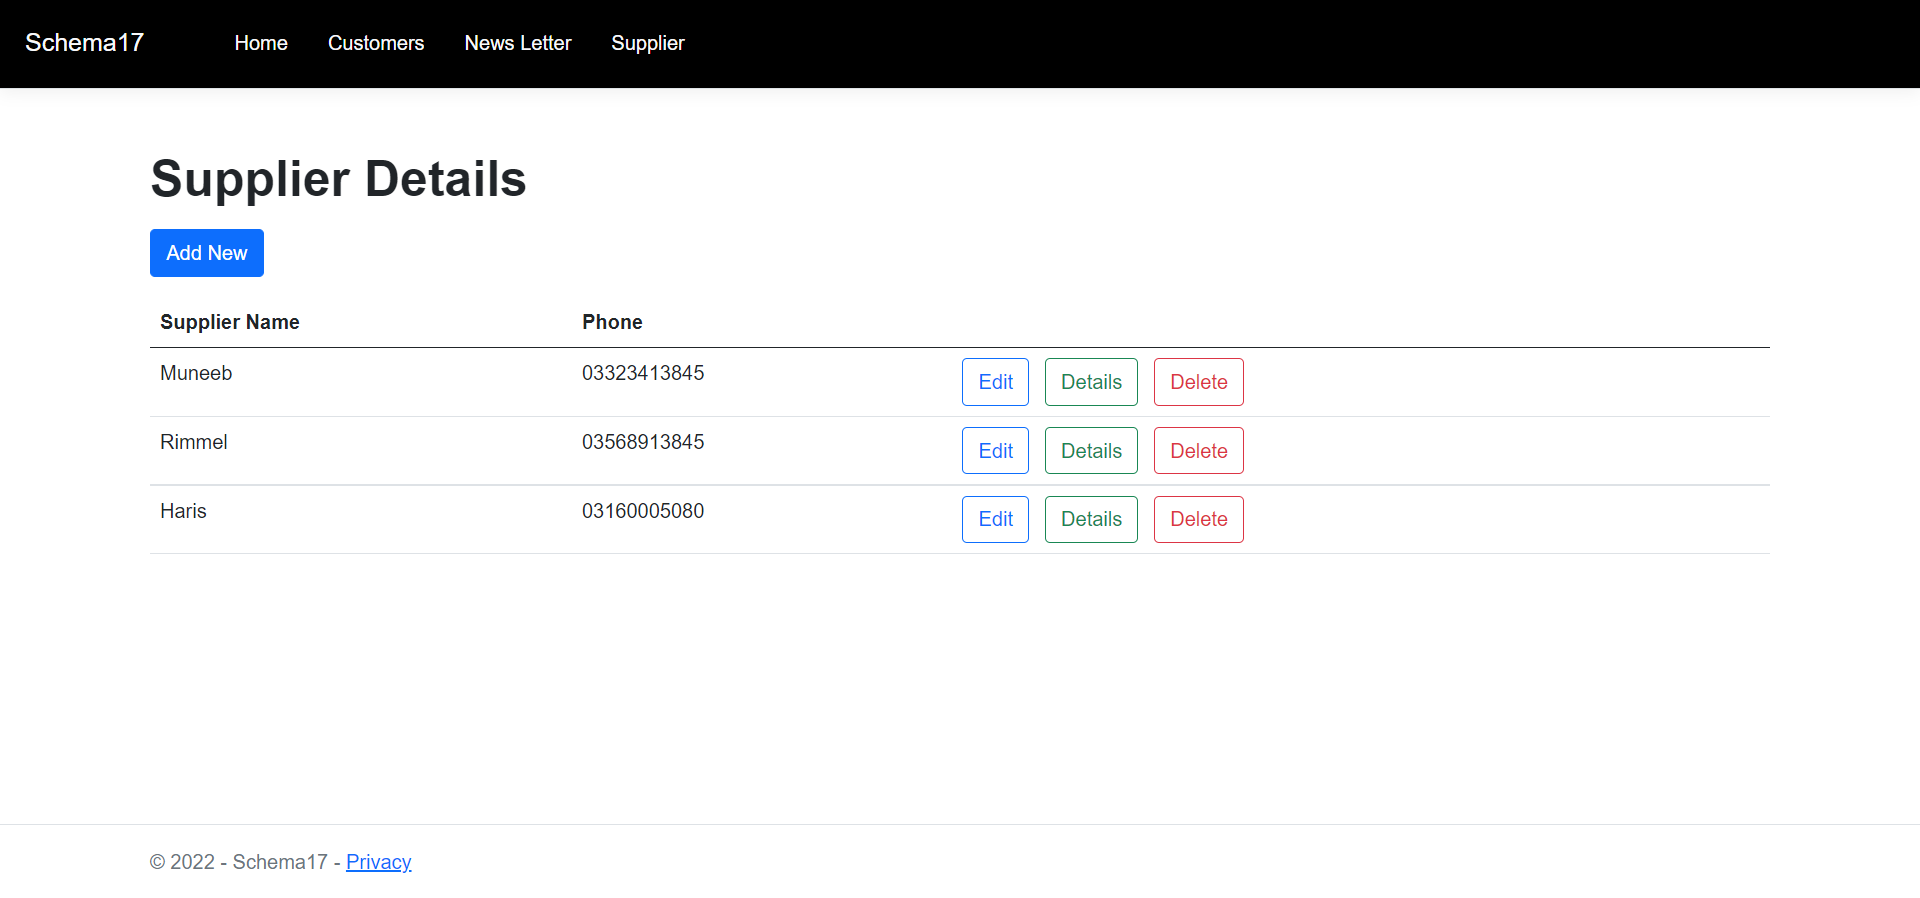 Schema17 Home Customers News Letter Supplier
Supplier Details
Add New
Supplier Name Phone
Muneeb 03323413845 Edit Details Delete
Rimmel 03568913845 Edit Details Delete
Haris 03160005080 Edit Details Delete
© 2022 - Schema17 - Privacy